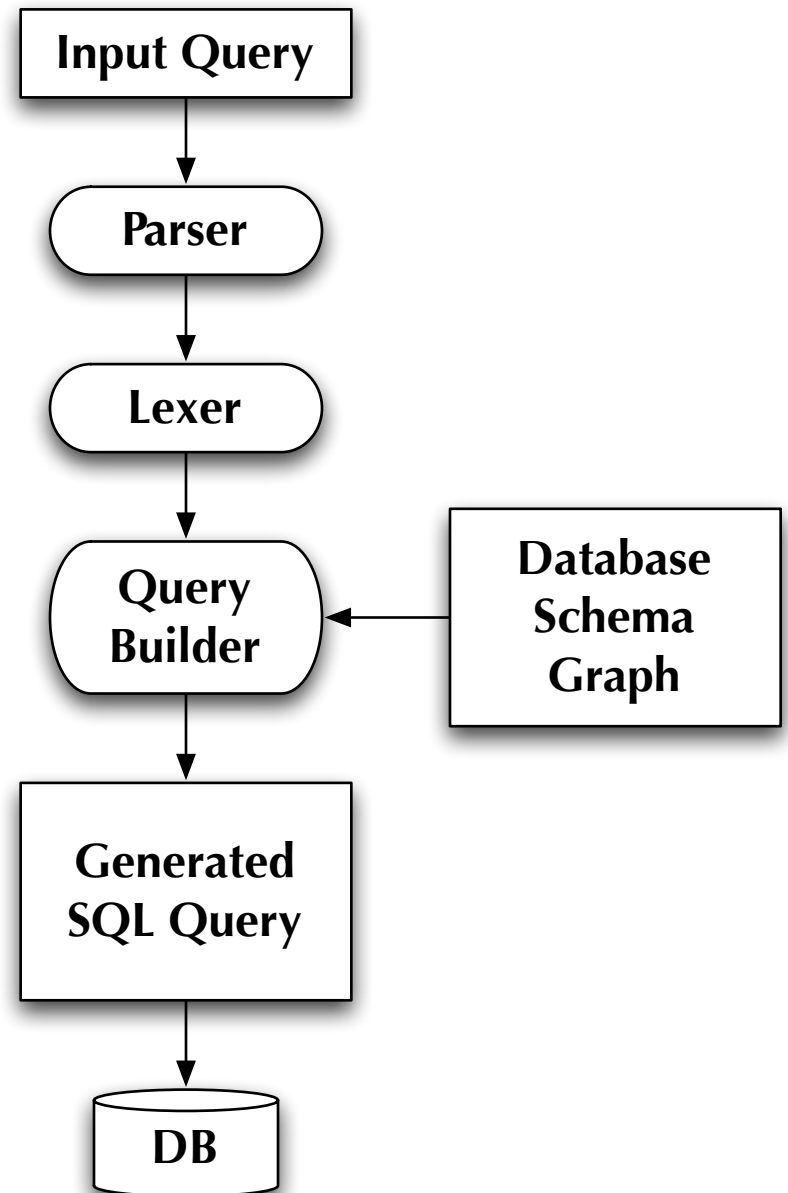 Input Query
Parser
Lexer
Query
Builder
Database
Schema
Graph
Generated
SQL Query
DB